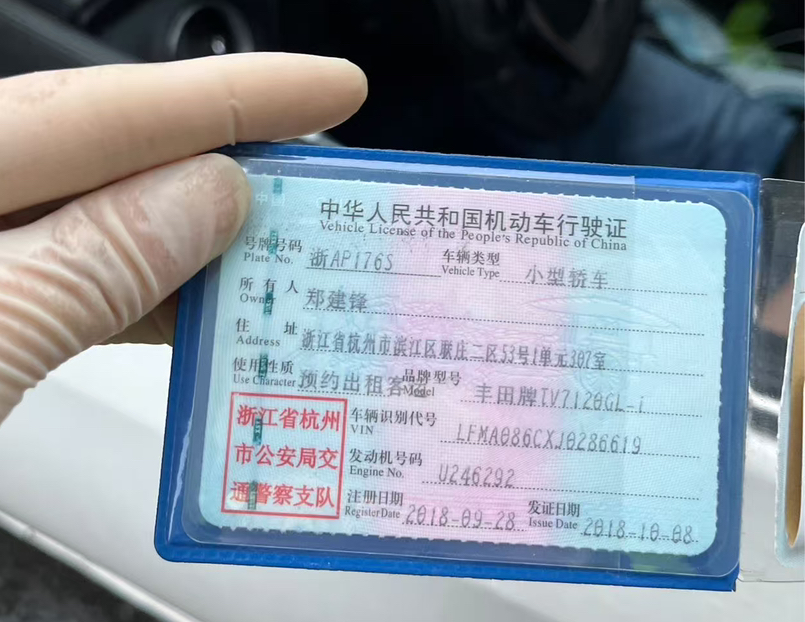 中华人民共和国机动车行驶证
Vehicle License of the People's Republic of China
号牌号码 浙AP176S 车辆类型 小型轿车
Plate No. Vehicle Type
所有人 郑建锋
Owner
住址 浙江省杭州市滨江区联庄二区53号1单元307室
Address
使用性质 预约出租客 品牌型号 丰田牌TV7120GL-i
Use Character Model
浙江省杭州
市公安局交
通警察支队
车辆识别代号 LFMA086CXJ0286619
VIN
发动机号码 U246292
Engine No.
注册日期 2018-09-28 发证日期 2018-10-08
Register Date Issue Date